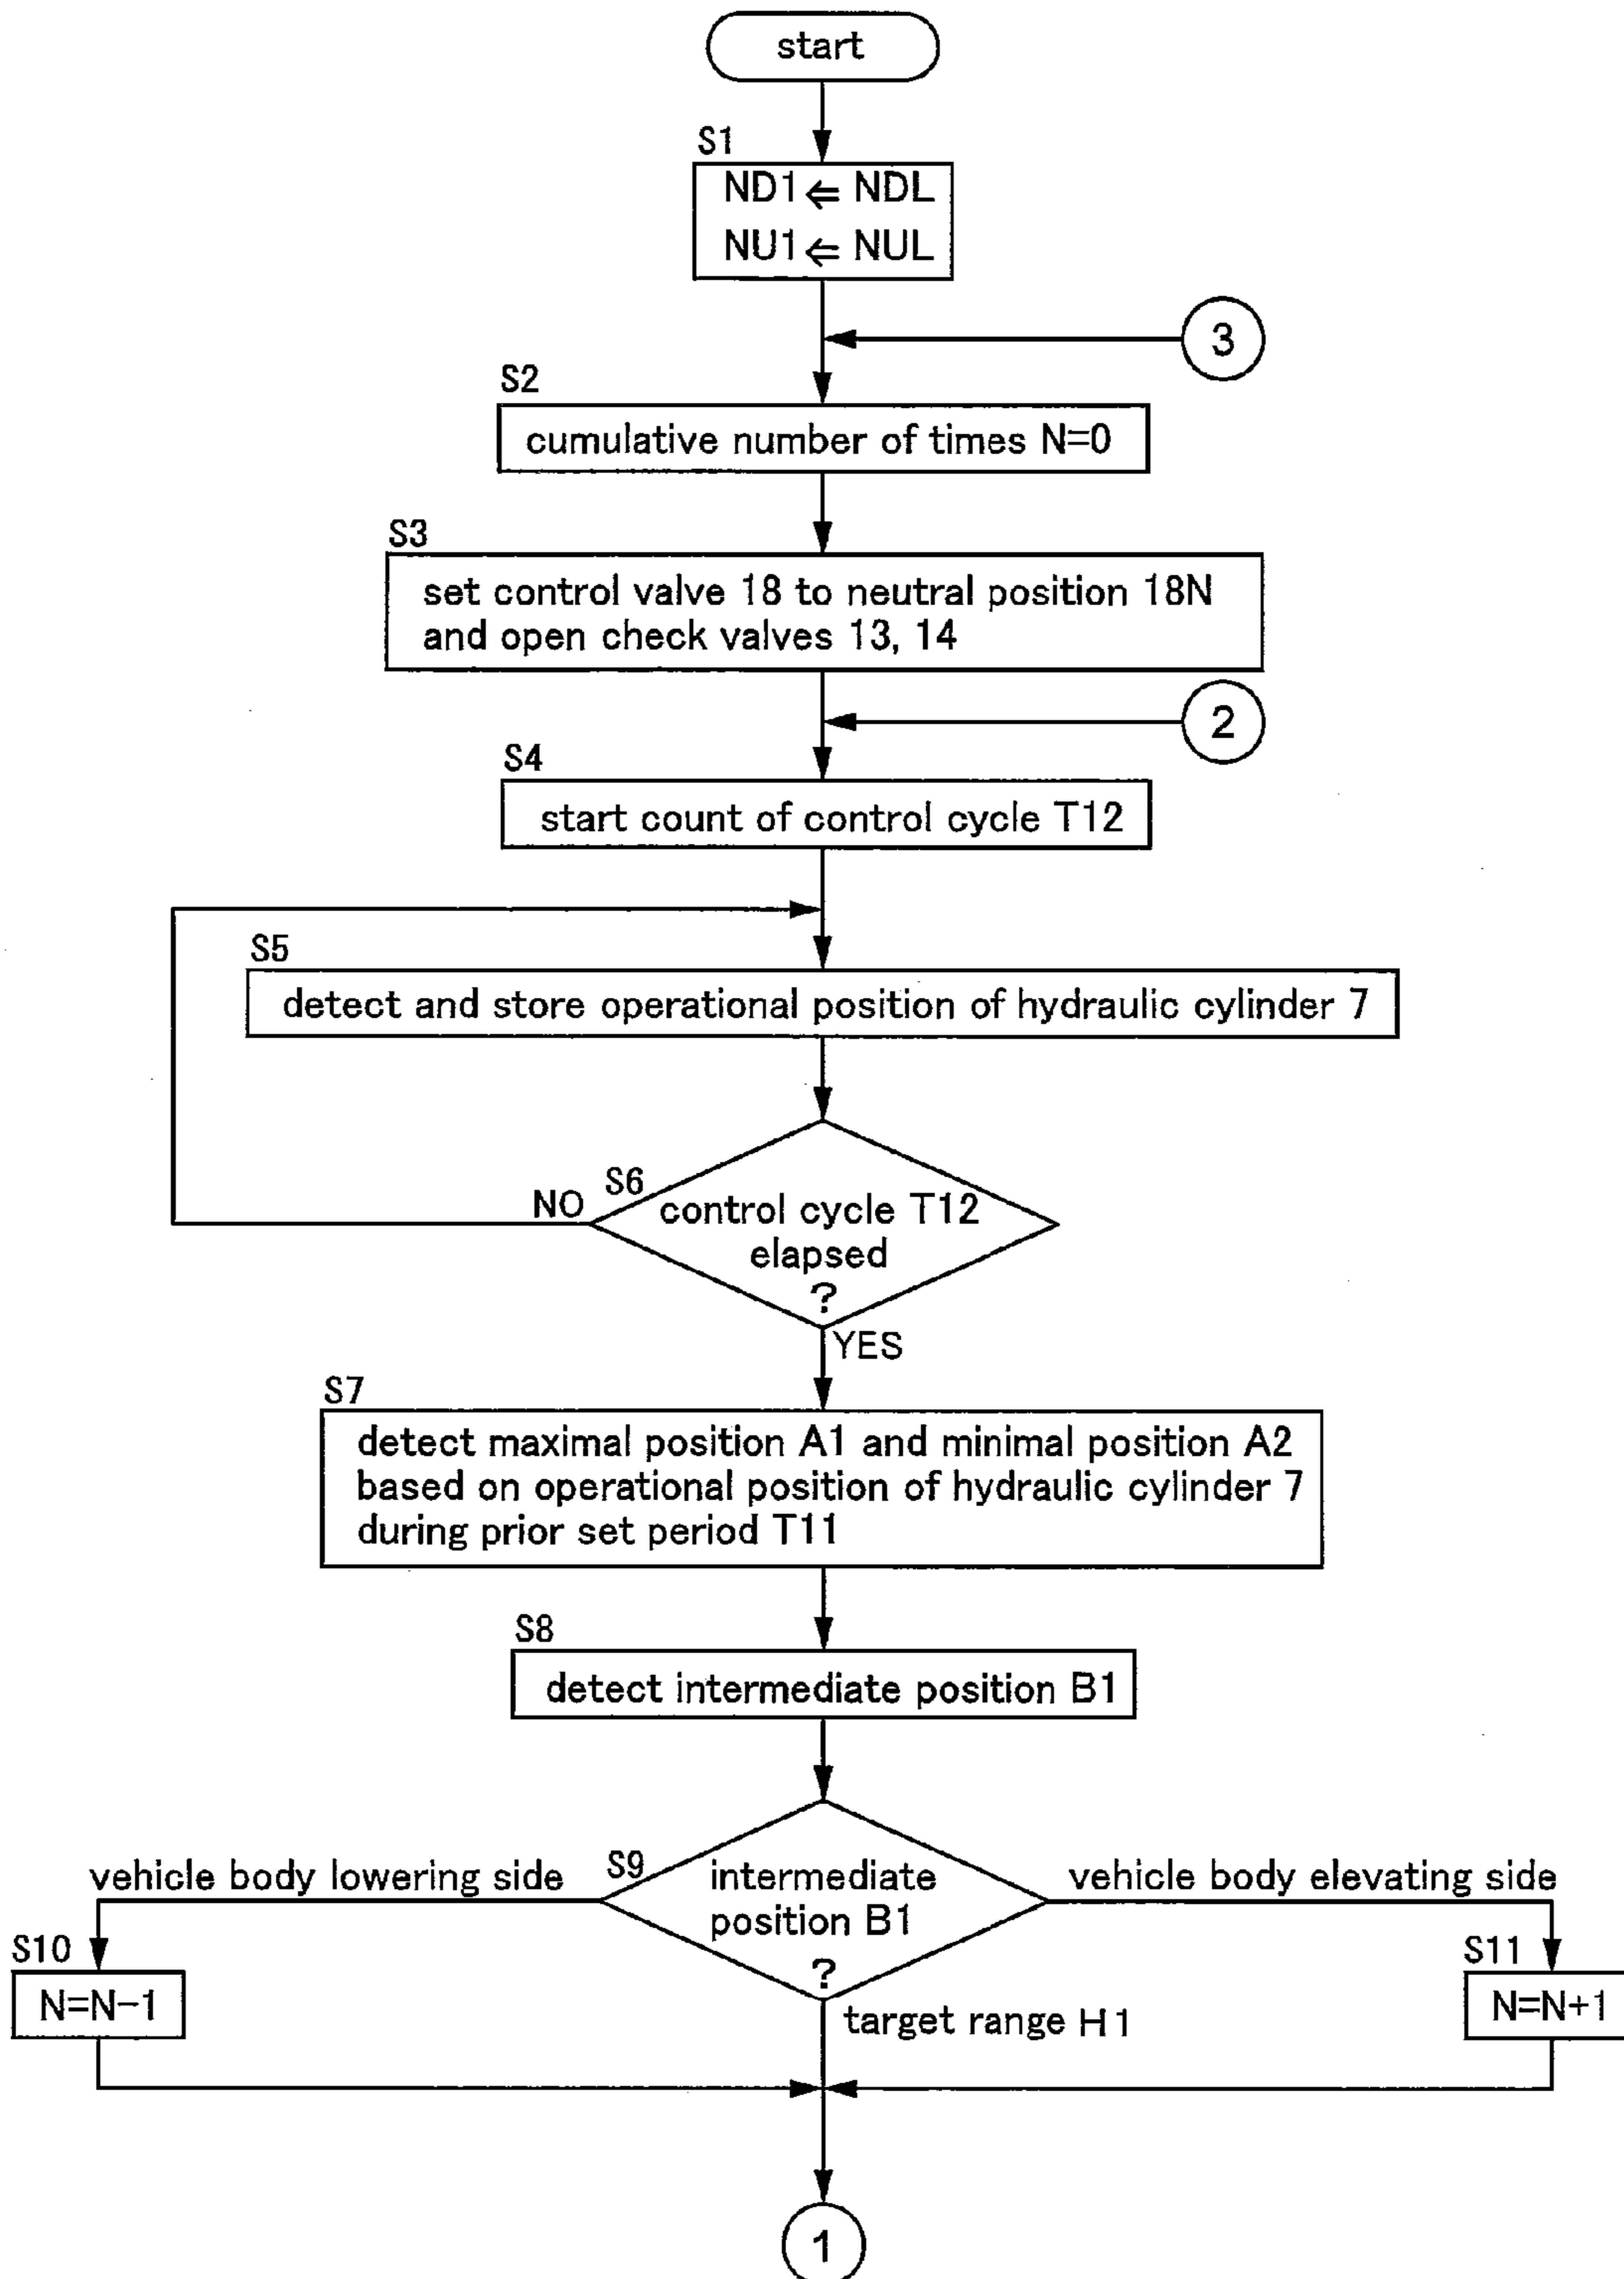 start
S1
ND1⇐NDL
NU1⇐NUL
3
S2
cumulative number of times N=0
S3
set control valve 18 to neutral position 18N
and open check valves 13, 14
2
S4
start count of control cycle T12
S5
detect and store operational position of hydraulic cylinder 7
S6
NO
control cycle T12
elapsed
?
YES
S7
detect maximal position A1 and minimal position A2
based on operational position of hydraulic cylinder 7
during prior set period T11
S8
detect intermediate position B1
vehicle body lowering side
S9
intermediate
position B1
?
vehicle body elevating side
S10
N=N-1
S11
N=N+1
target range H1
1